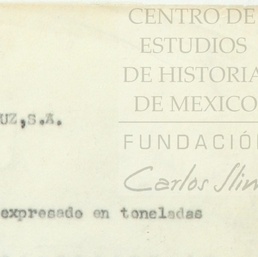 CENTRO DE
ESTUDIOS
DE HISTORIA
DE MEXICO
FUNDACIÓN
Carlos Slim
UZ,S.A.
expresado en toneladas